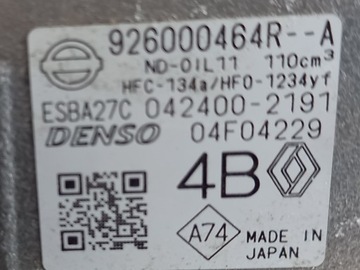 926000464R--A
ND-OIL11 110cm³
HFC-134a/HFO-1234yf
ESBA27C 042400-2191
DENSO 04F04229
4B
A74 MADE IN
JAPAN